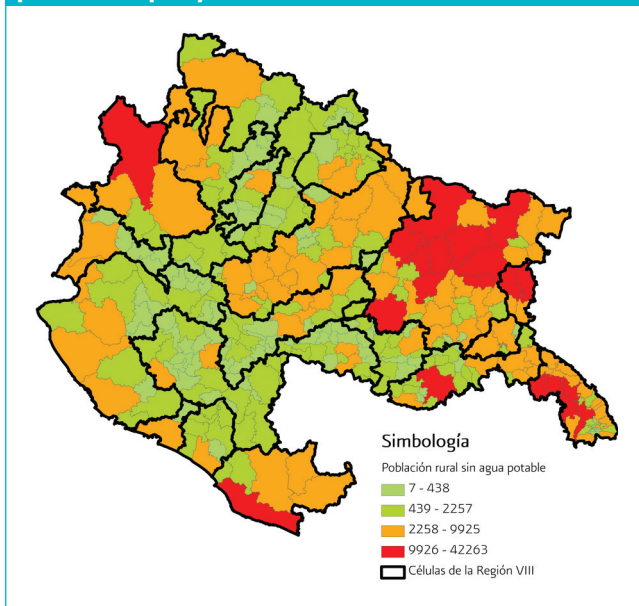 Simbología
Población rural sin agua potable
7 - 438
439 - 2257
2258 - 9925
9926 - 42263
Células de la Región VIII